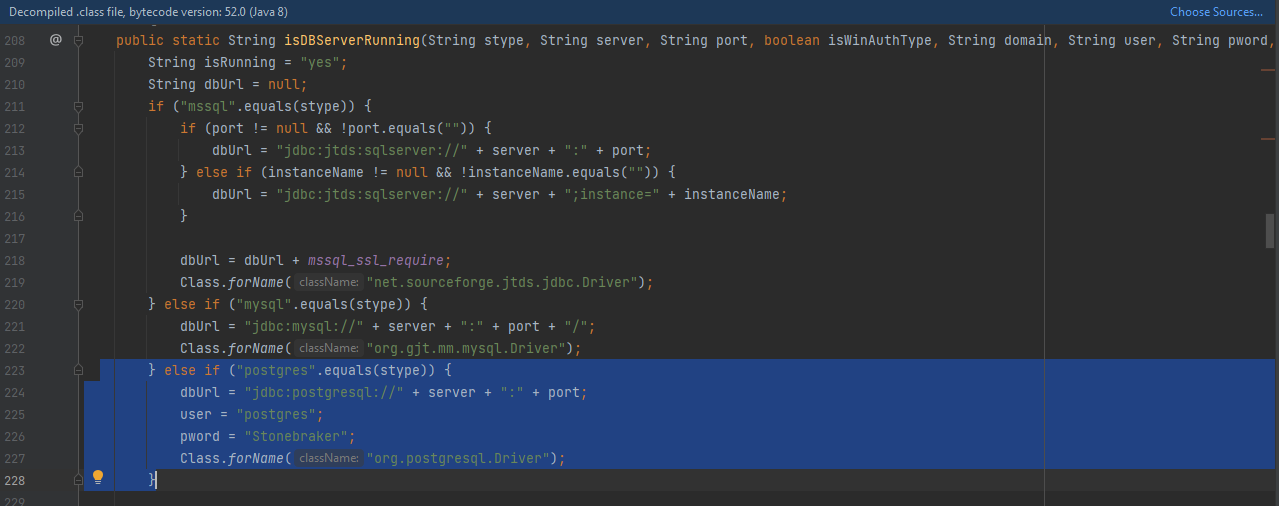 Decompiled .class file, bytecode version: 52.0 (Java 8) Choose Sources...
208 @ public static String isDBServerRunning(String stype, String server, String port, boolean isWinAuthType, String domain, String user, String pword,
209 String isRunning = "yes";
210 String dbUrl = null;
211 if ("mssql".equals(stype)) {
212 if (port != null && !port.equals("")) {
213 dbUrl = "jdbc:jtds:sqlserver://" + server + ":" + port;
214 } else if (instanceName != null && !instanceName.equals("")) {
215 dbUrl = "jdbc:jtds:sqlserver://" + server + ";instance=" + instanceName;
216 }
217
218 dbUrl = dbUrl + mssql_ssl_require;
219 Class.forName( className: "net.sourceforge.jtds.jdbc.Driver");
220 } else if ("mysql".equals(stype)) {
221 dbUrl = "jdbc:mysql://" + server + ":" + port + "/";
222 Class.forName( className: "org.gjt.mm.mysql.Driver");
223 } else if ("postgres".equals(stype)) {
224 dbUrl = "jdbc:postgresql://" + server + ":" + port;
225 user = "postgres";
226 pword = "Stonebraker";
227 Class.forName( className: "org.postgresql.Driver");
228 }
229